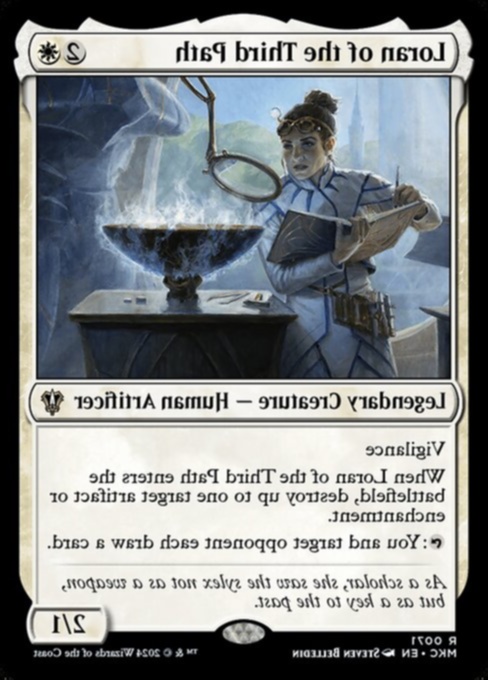 Loran of the Third Path 2
Legendary Creature — Human Artificer
Vigilance
When Loran of the Third Path enters the
battlefield, destroy up to one target artifact or
enchantment.
: You and target opponent each draw a card.
As a scholar, she saw the sylex not as a weapon,
but as a key to the past.
2/1
R 0071
MKC • EN STEVEN BELLEDIN
™ & © 2024 Wizards of the Coast